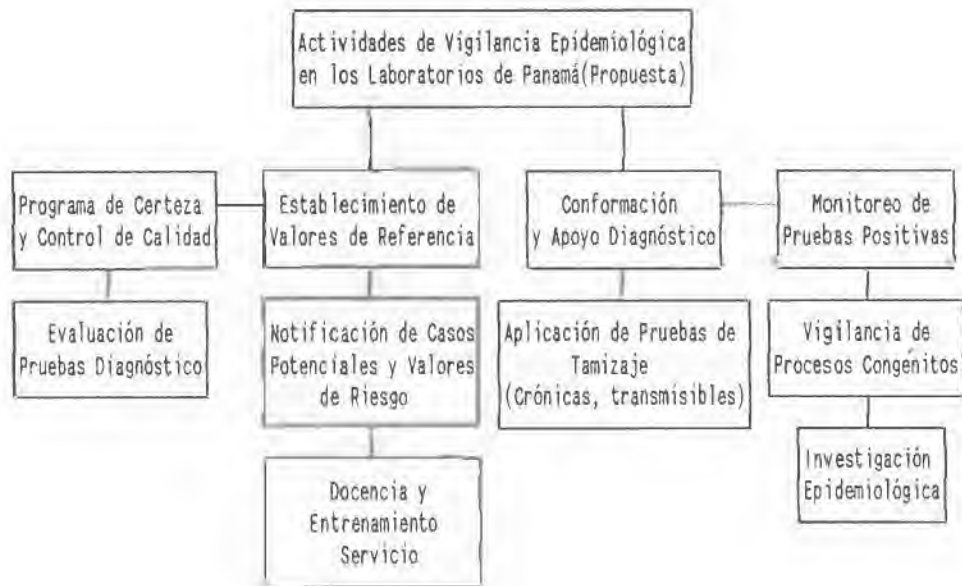 Actividades de Vigilancia Epidemiológica
en los Laboratorios de Panamá(Propuesta)
Programa de Certeza
y Control de Calidad
Establecimiento de
Valores de Referencia
Conformación
y Apoyo Diagnóstico
Monitoreo de
Pruebas Positivas
Evaluación de
Pruebas Diagnóstico
Notificación de Casos
Potenciales y Valores
de Riesgo
Aplicación de Pruebas de
Tamizaje
(Crónicas, transmisibles)
Vigilancia de
Procesos Congénitos
Docencia y
Entrenamiento
Servicio
Investigación
Epidemiológica